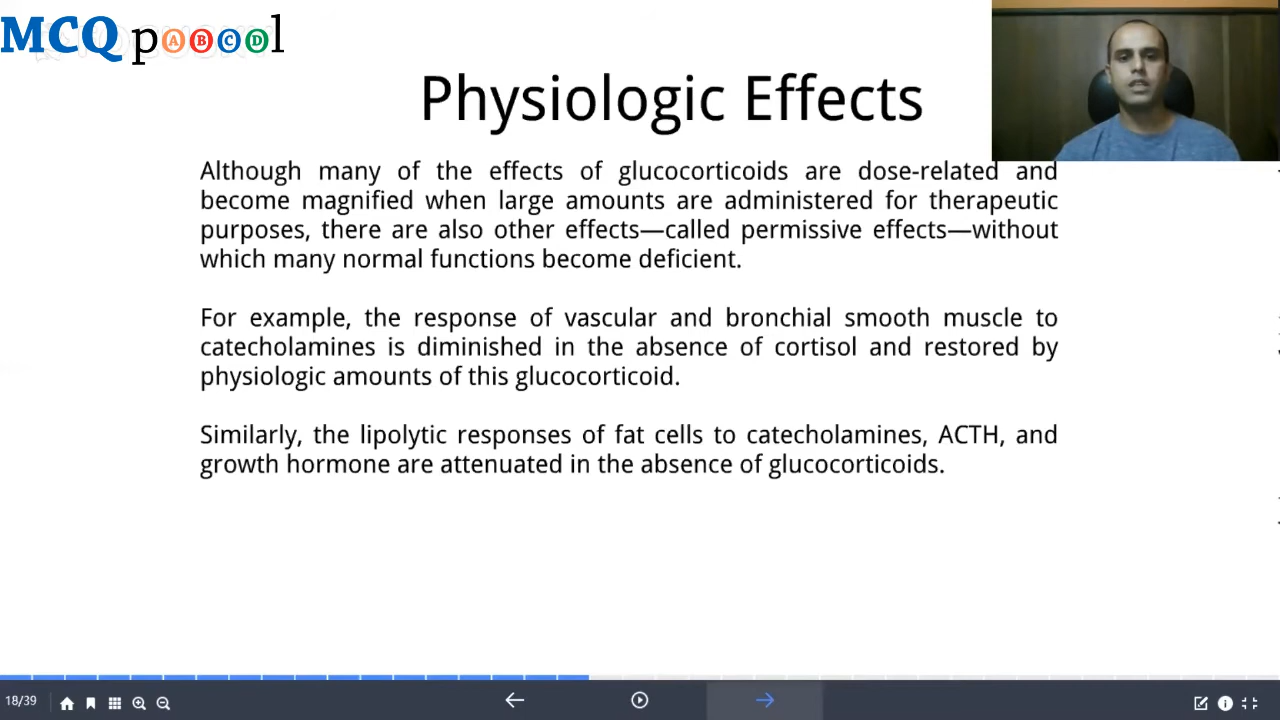 MCQ pABCDl
Physiologic Effects
Although many of the effects of glucocorticoids are dose-related and
become magnified when large amounts are administered for therapeutic
purposes, there are also other effects—called permissive effects—without
which many normal functions become deficient.
For example, the response of vascular and bronchial smooth muscle to
catecholamines is diminished in the absence of cortisol and restored by
physiologic amounts of this glucocorticoid.
Similarly, the lipolytic responses of fat cells to catecholamines, ACTH, and
growth hormone are attenuated in the absence of glucocorticoids.
18/39